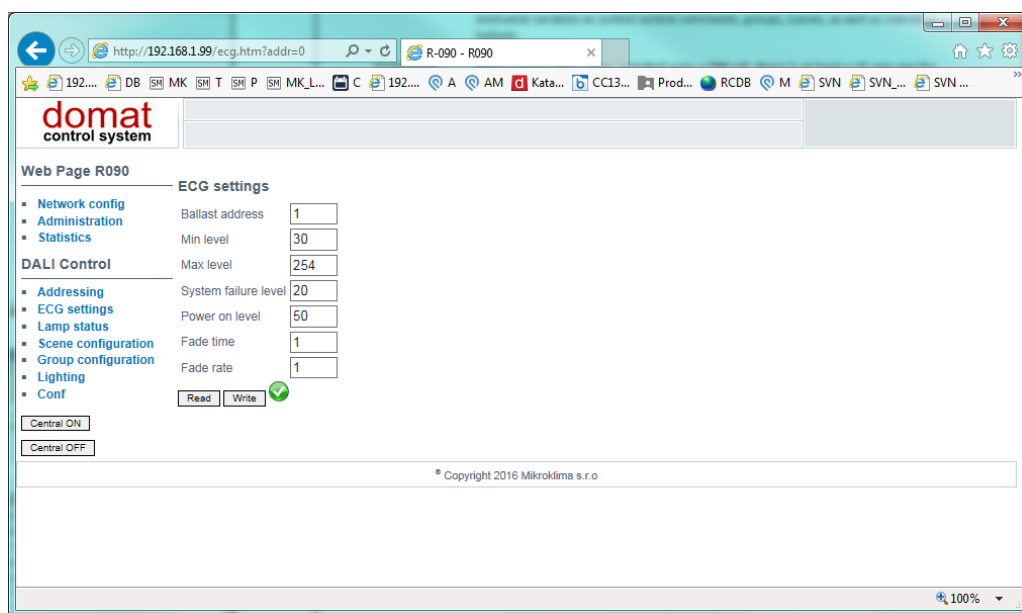 http://192.168.1.99/ecg.htm?addr=0
R-090 - R090
192.... DB SM MK SM T SM P SM MK_L... C 192.... A AM d Kata... b CC13... Prod... RCDB M SVN SVN_... SVN ... »
domat
control system
Web Page R090
Network config
Administration
Statistics
DALI Control
Addressing
ECG settings
Lamp status
Scene configuration
Group configuration
Lighting
Conf
Central ON
Central OFF
ECG settings
Ballast address 1
Min level 30
Max level 254
System failure level 20
Power on level 50
Fade time 1
Fade rate 1
Read Write
® Copyright 2016 Mikroklima s.r.o
100%